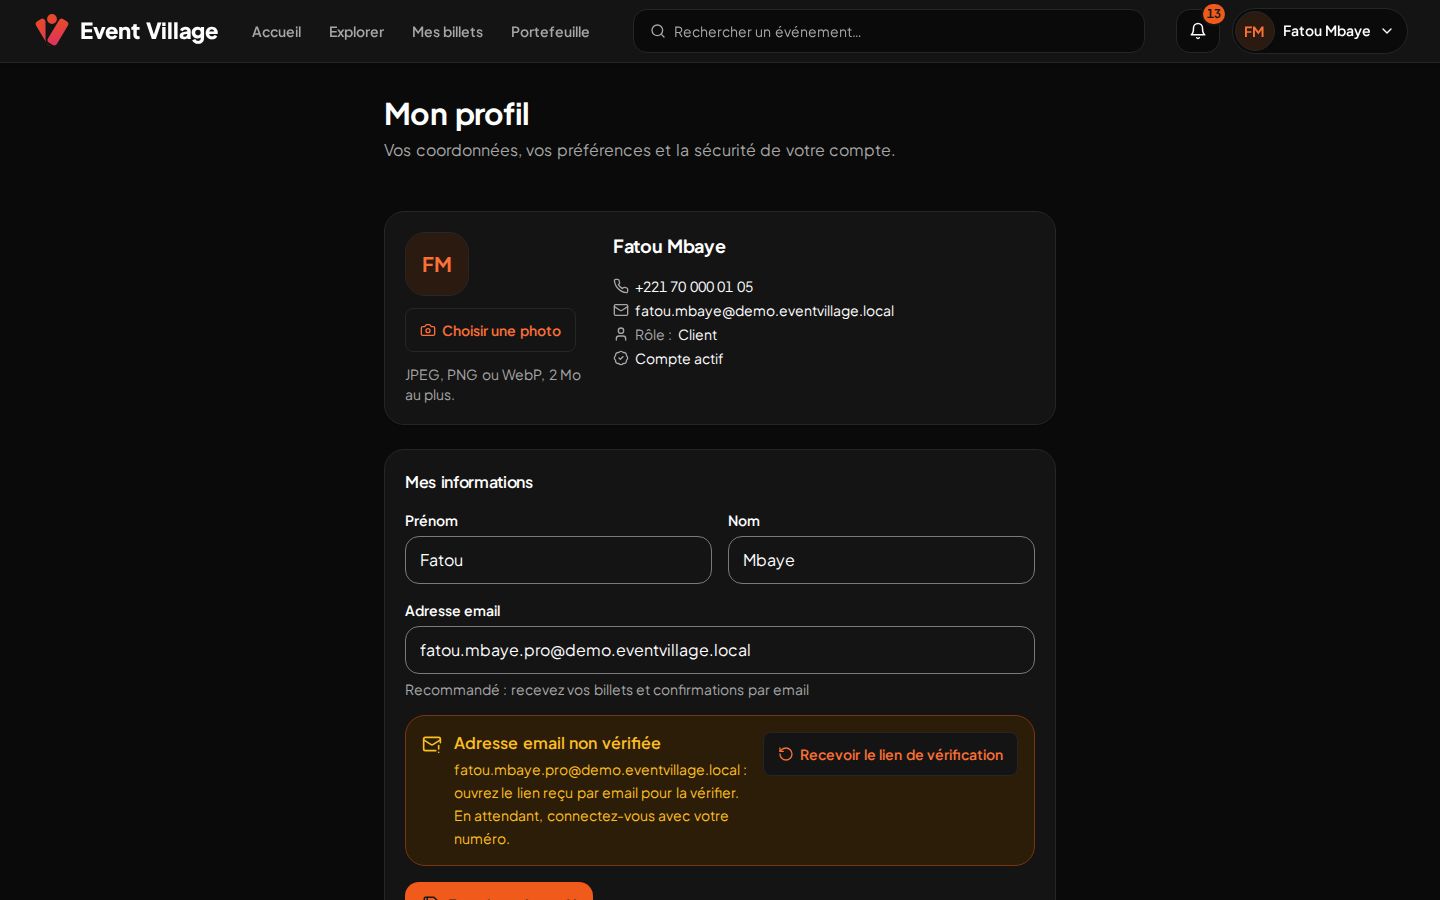 Event Village
Accueil
Explorer
Mes billets
Portefeuille
Rechercher un événement…
13
FM
Fatou Mbaye
Mon profil
Vos coordonnées, vos préférences et la sécurité de votre compte.
FM
Choisir une photo
JPEG, PNG ou WebP, 2 Mo
au plus.
Fatou Mbaye
+221 70 000 01 05
fatou.mbaye@demo.eventvillage.local
Rôle : Client
Compte actif
Mes informations
Prénom
Nom
Fatou
Mbaye
Adresse email
fatou.mbaye.pro@demo.eventvillage.local
Recommandé : recevez vos billets et confirmations par email
Adresse email non vérifiée
fatou.mbaye.pro@demo.eventvillage.local :
ouvrez le lien reçu par email pour la vérifier.
En attendant, connectez-vous avec votre
numéro.
Recevoir le lien de vérification